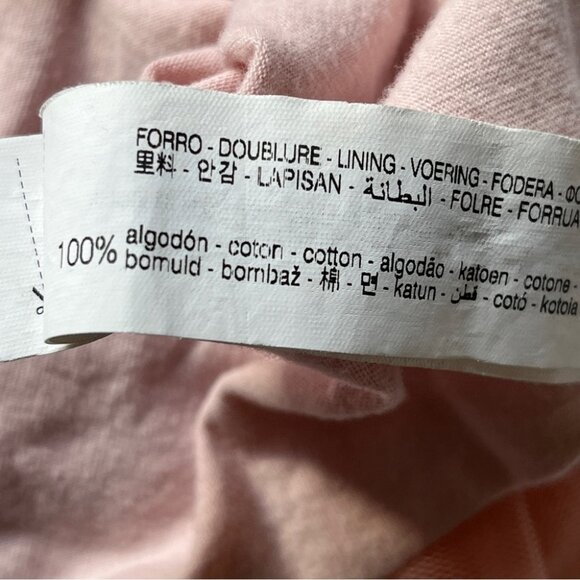 FORRO - DOUBLURE - LINING - VOERING - FODERA -
里料 - 안감 - LAPISAN - البطانة - FOLRE - FORRUA
100% algodón - coton - cotton - algodão - katoen - cotone -
bomuld - bombaž - 棉 - 면 - katun - قطن - cotó - kotoia